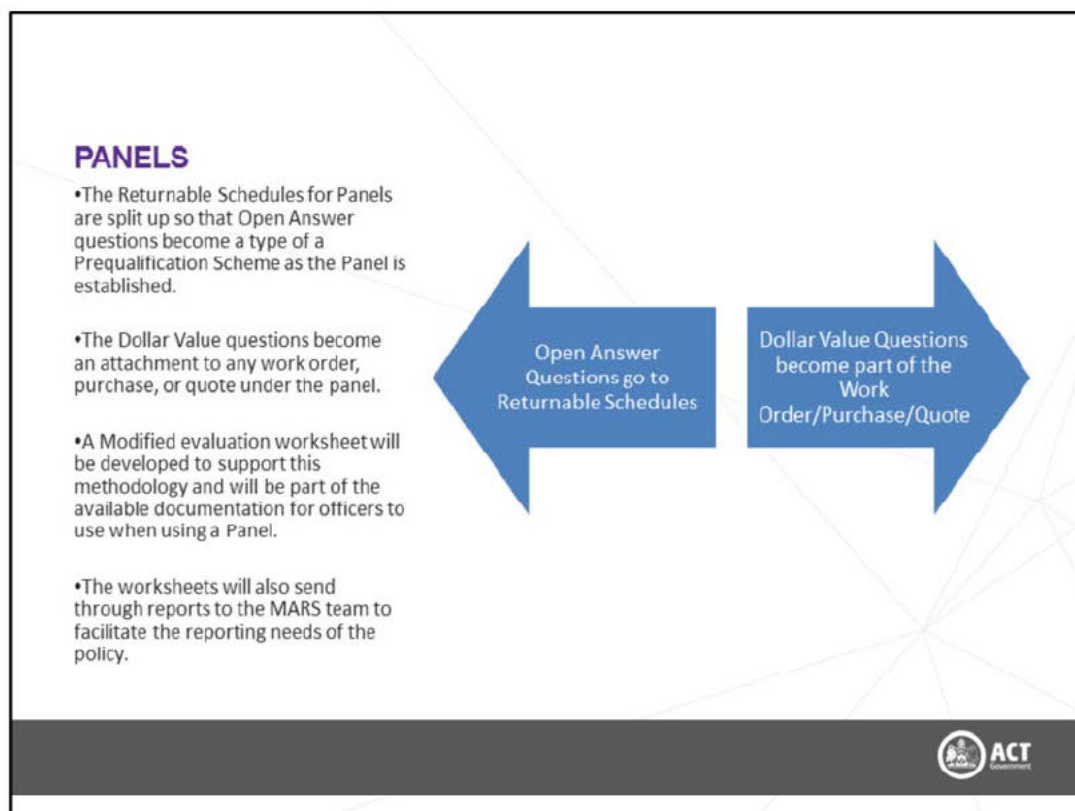 PANELS
•The Returnable Schedules for Panels
are split up so that Open Answer
questions become a type of a
Prequalification Scheme as the Panel is
established.
•The Dollar Value questions become
an attachment to any work order,
purchase, or quote under the panel.
•A Modified evaluation worksheet will
be developed to support this
methodology and will be part of the
available documentation for officers to
use when using a Panel.
•The worksheets will also send
through reports to the MARS team to
facilitate the reporting needs of the
policy.
Open Answer
Questions go to
Returnable Schedules
Dollar Value Questions
become part of the
Work
Order/Purchase/Quote
ACT
Government